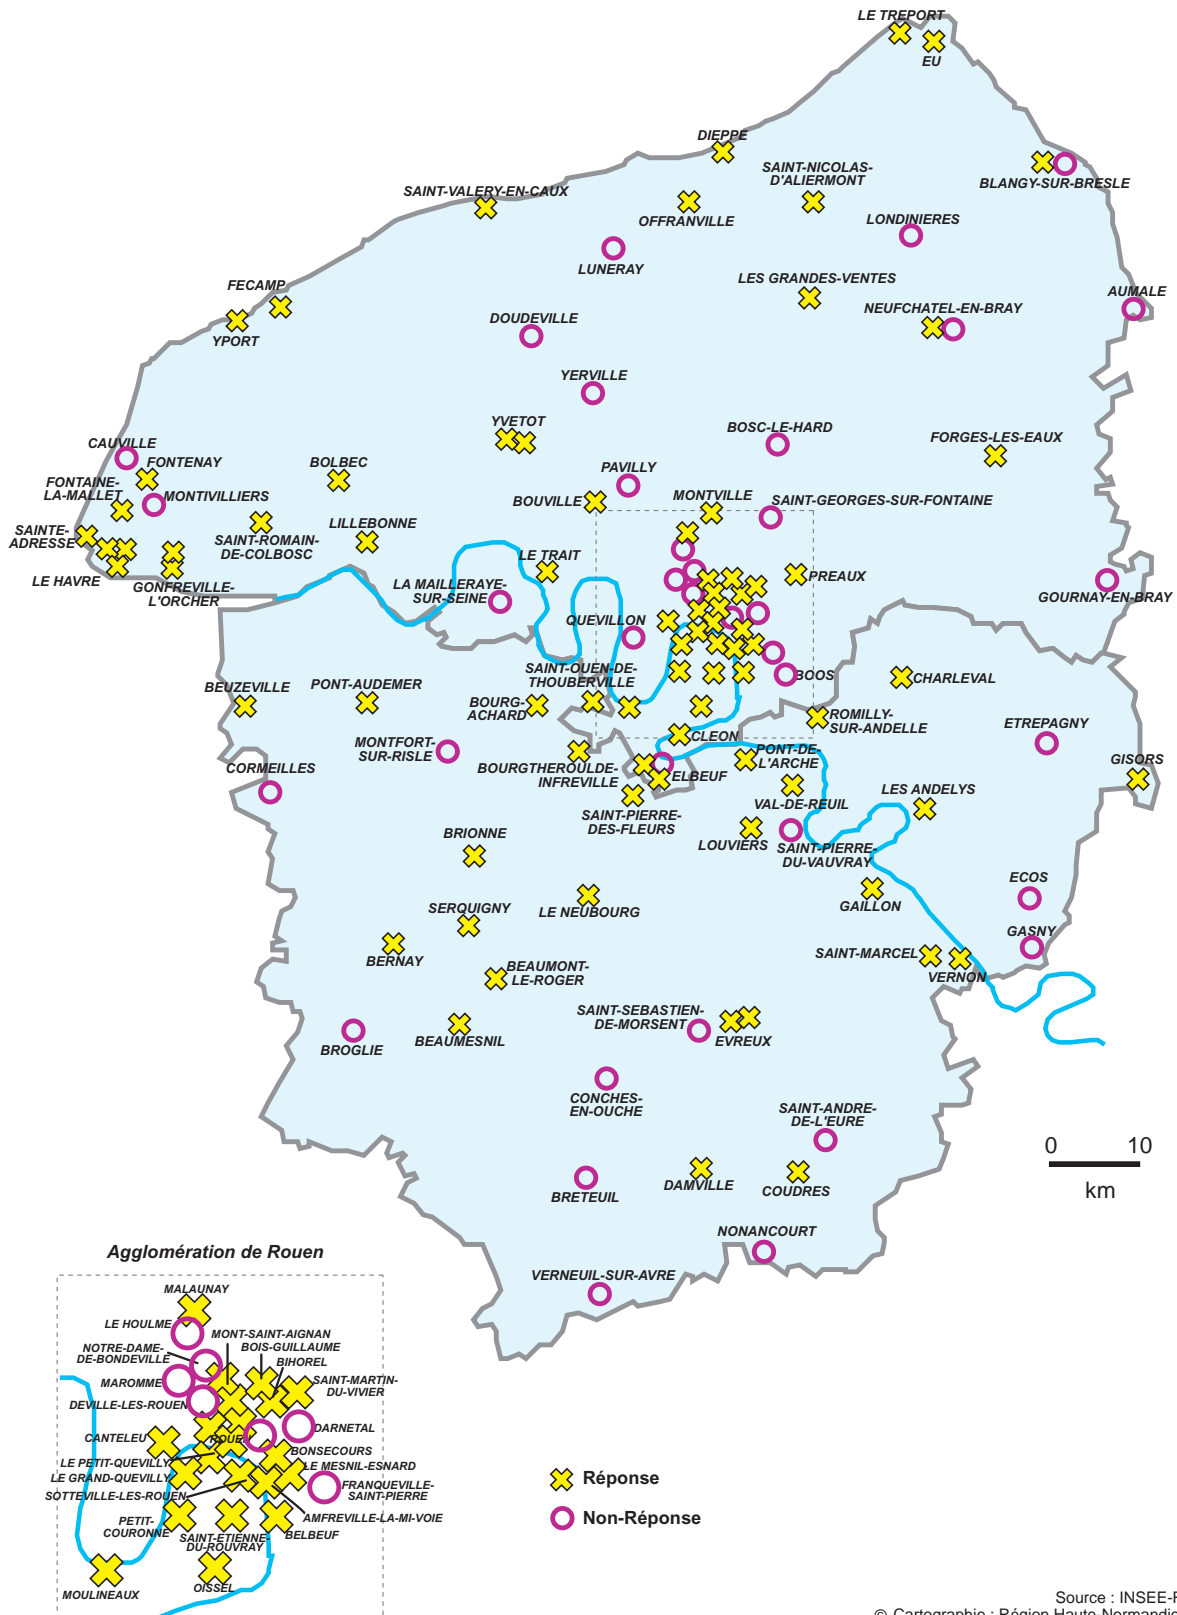 LE TREPORT
EU
DIEPPE
SAINT-NICOLAS-
D'ALIERMONT
BLANGY-SUR-BRESLE
SAINT-VALERY-EN-CAUX
OFFRANVILLE
LONDINIERES
LUNERAY
FECAMP
LES GRANDES-VENTES
AUMALE
YPORT
DOUDEVILLE
NEUFCHATEL-EN-BRAY
YERVILLE
YVETOT
BOSC-LE-HARD
FORGES-LES-EAUX
CAUVILLE
FONTENAY
BOLBEC
PAVILLY
FONTAINE-
LA-MALLET
MONTIVILLIERS
BOUVILLE
MONTVILLE
SAINT-GEORGES-SUR-FONTAINE
SAINTE-
ADRESSE
SAINT-ROMAIN-
DE-COLBOSC
LILLEBONNE
LE TRAIT
LE HAVRE
GONFREVILLE-
L'ORCHER
LA MAILLERAYE-
SUR-SEINE
PREAUX
GOURNAY-EN-BRAY
QUEVILLON
SAINT-OUEN-DE-
THOUBERVILLE
BOOS
CHARLEVAL
BEUZEVILLE
PONT-AUDEMER
BOURG-
ACHARD
ROMILLY-
SUR-ANDELLE
ETREPAGNY
MONTFORT-
SUR-RISLE
CLEON
PONT-DE-
L'ARCHE
GISORS
CORMEILLES
BOURGTHEROULDE-
INFREVILLE
ELBEUF
VAL-DE-REUIL
LES ANDELYS
SAINT-PIERRE-
DES-FLEURS
BRIONNE
LOUVIERS
SAINT-PIERRE-
DU-VAUVRAY
ECOS
GAILLON
SERQUIGNY
LE NEUBOURG
GASNY
BERNAY
SAINT-MARCEL
VERNON
BEAUMONT-
LE-ROGER
SAINT-SEBASTIEN-
DE-MORSENT
BROGLIE
BEAUMESNIL
EVREUX
CONCHES-
EN-OUCHE
SAINT-ANDRE-
DE-L'EURE
0 10
km
BRETEUIL
DAMVILLE
COUDRES
NONANCOURT
VERNEUIL-SUR-AVRE
Agglomération de Rouen
MALAUNAY
LE HOULME
MONT-SAINT-AIGNAN
BOIS-GUILLAUME
BIHOREL
NOTRE-DAME-
DE-BONDEVILLE
MAROMME
SAINT-MARTIN-
DU-VIVIER
DEVILLE-LES-ROUEN
DARNETAL
CANTELEU
ROUEN
BONSECOURS
LE PETIT-QUEVILLY
LE MESNIL-ESNARD
LE GRAND-QUEVILLY
FRANQUEVILLE-
SAINT-PIERRE
SOTTEVILLE-LES-ROUEN
AMFREVILLE-LA-MI-VOIE
PETIT-
COURONNE
SAINT-ETIENNE-
DU-ROUVRAY
BELBEUF
MOULINEAUX
OISSEL
Réponse
Non-Réponse
Source : INSEE-R
© Cartographie : Région Haute-Normandie